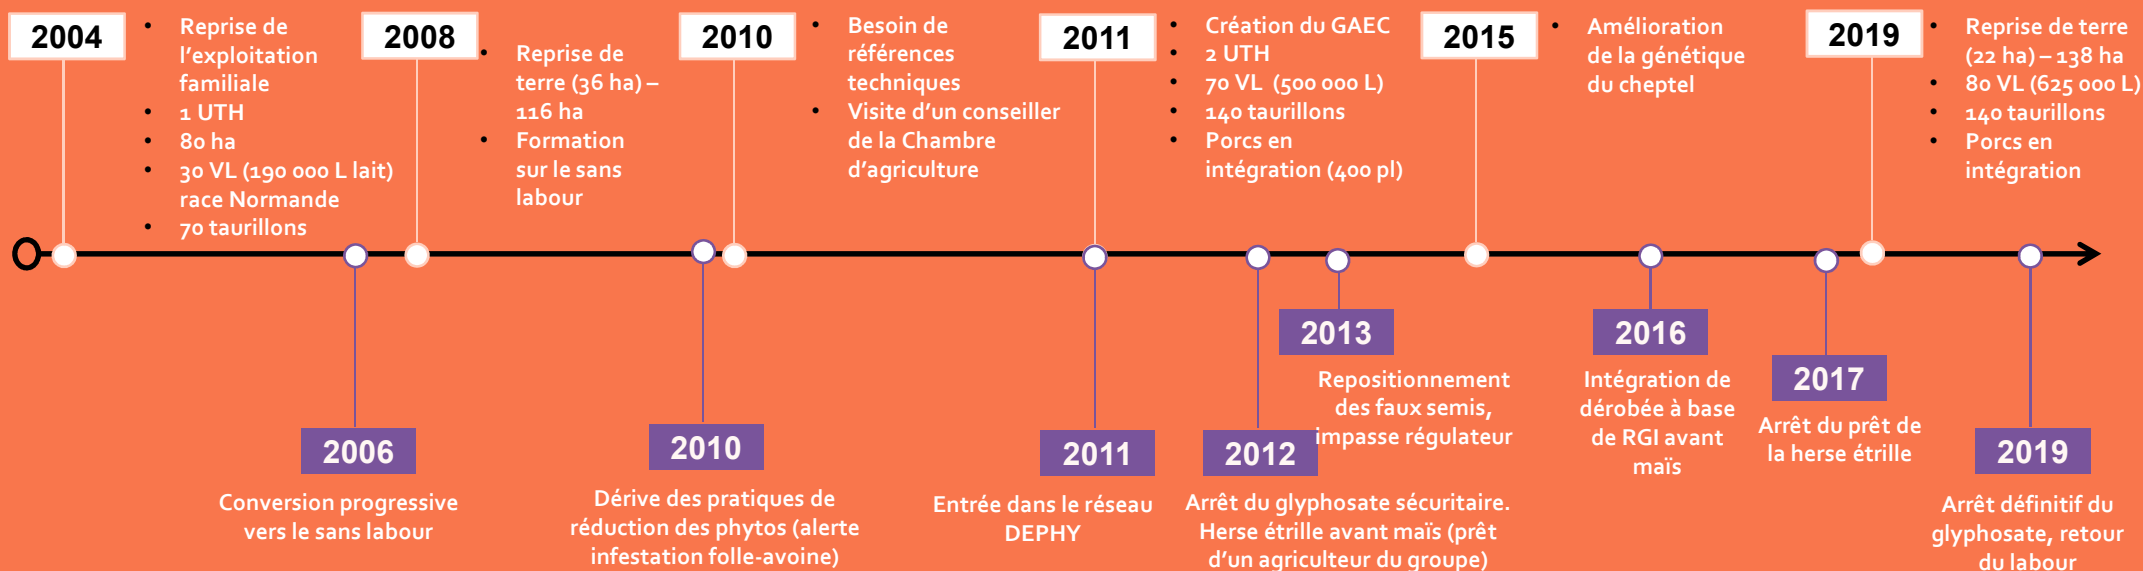 2004
• Reprise de
l’exploitation
familiale
• 1 UTH
• 80 ha
• 30 VL (190 000 L lait)
race Normande
• 70 taurillons
2008
• Reprise de
terre (36 ha) –
116 ha
• Formation
sur le sans
labour
2010
• Besoin de
références
techniques
• Visite d’un conseiller
de la Chambre
d’agriculture
2011
• Création du GAEC
• 2 UTH
• 70 VL (500 000 L)
• 140 taurillons
• Porcs en
intégration (400 pl)
2015
• Amélioration
de la génétique
du cheptel
2019
• Reprise de terre
(22 ha) – 138 ha
• 80 VL (625 000 L)
• 140 taurillons
• Porcs en
intégration
2006
Conversion progressive
vers le sans labour
2010
Dérive des pratiques de
réduction des phytos (alerte
infestation folle-avoine)
2011
Entrée dans le réseau
DEPHY
2012
Arrêt du glyphosate sécuritaire.
Herse étrille avant maïs (prêt
d’un agriculteur du groupe)
2013
Repositionnement
des faux semis,
impasse régulateur
2016
Intégration de
dérobée à base
de RGI avant
maïs
2017
Arrêt du prêt de
la herse étrille
2019
Arrêt définitif du
glyphosate, retour
du labour